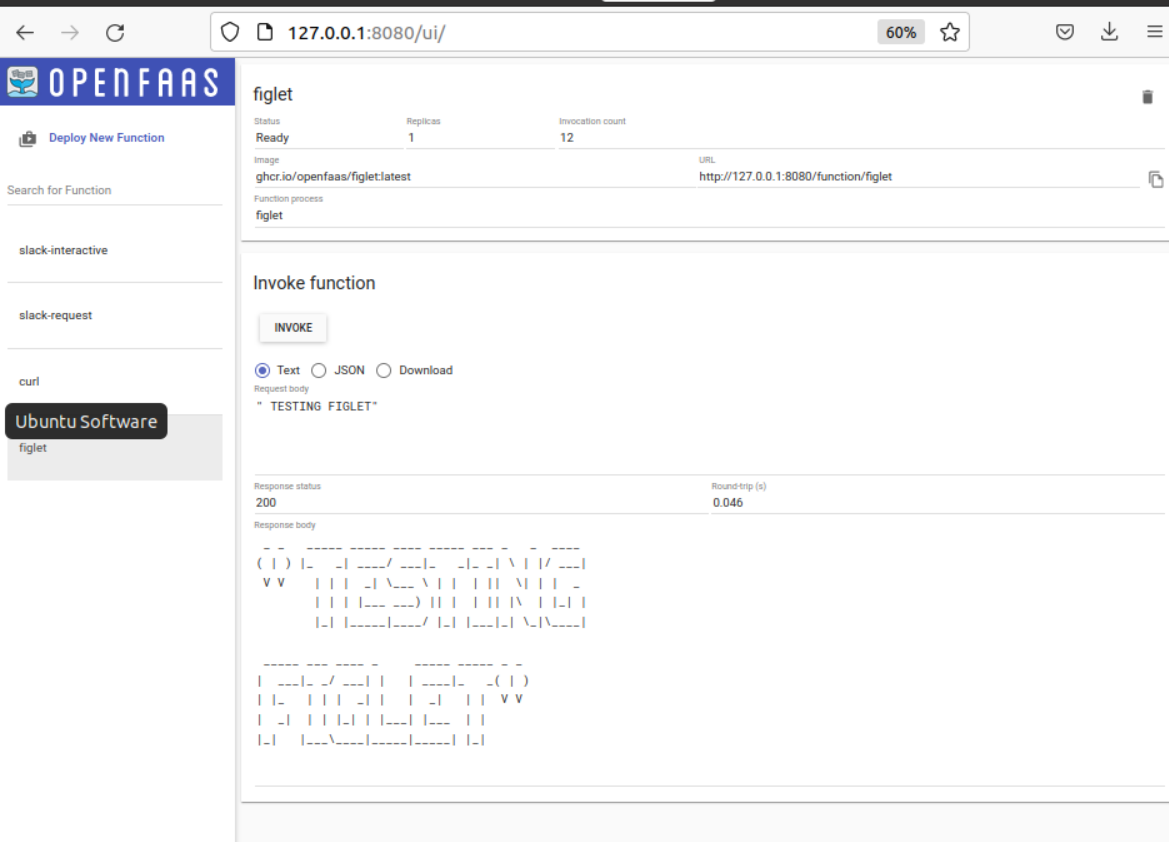 127.0.0.1:8080/ui/
60%
OPENFAAS
Deploy New Function
Search for Function
slack-interactive
slack-request
curl
Ubuntu Software
figlet
figlet
Status
Replicas
Invocation count
Ready
1
12
Image
URL
ghcr.io/openfaas/figlet:latest
http://127.0.0.1:8080/function/figlet
Function process
figlet
Invoke function
INVOKE
Text JSON Download
Request body
" TESTING FIGLET"
Response status
Round-trip (s)
200
0.046
Response body
" TESTING
FIGLET"